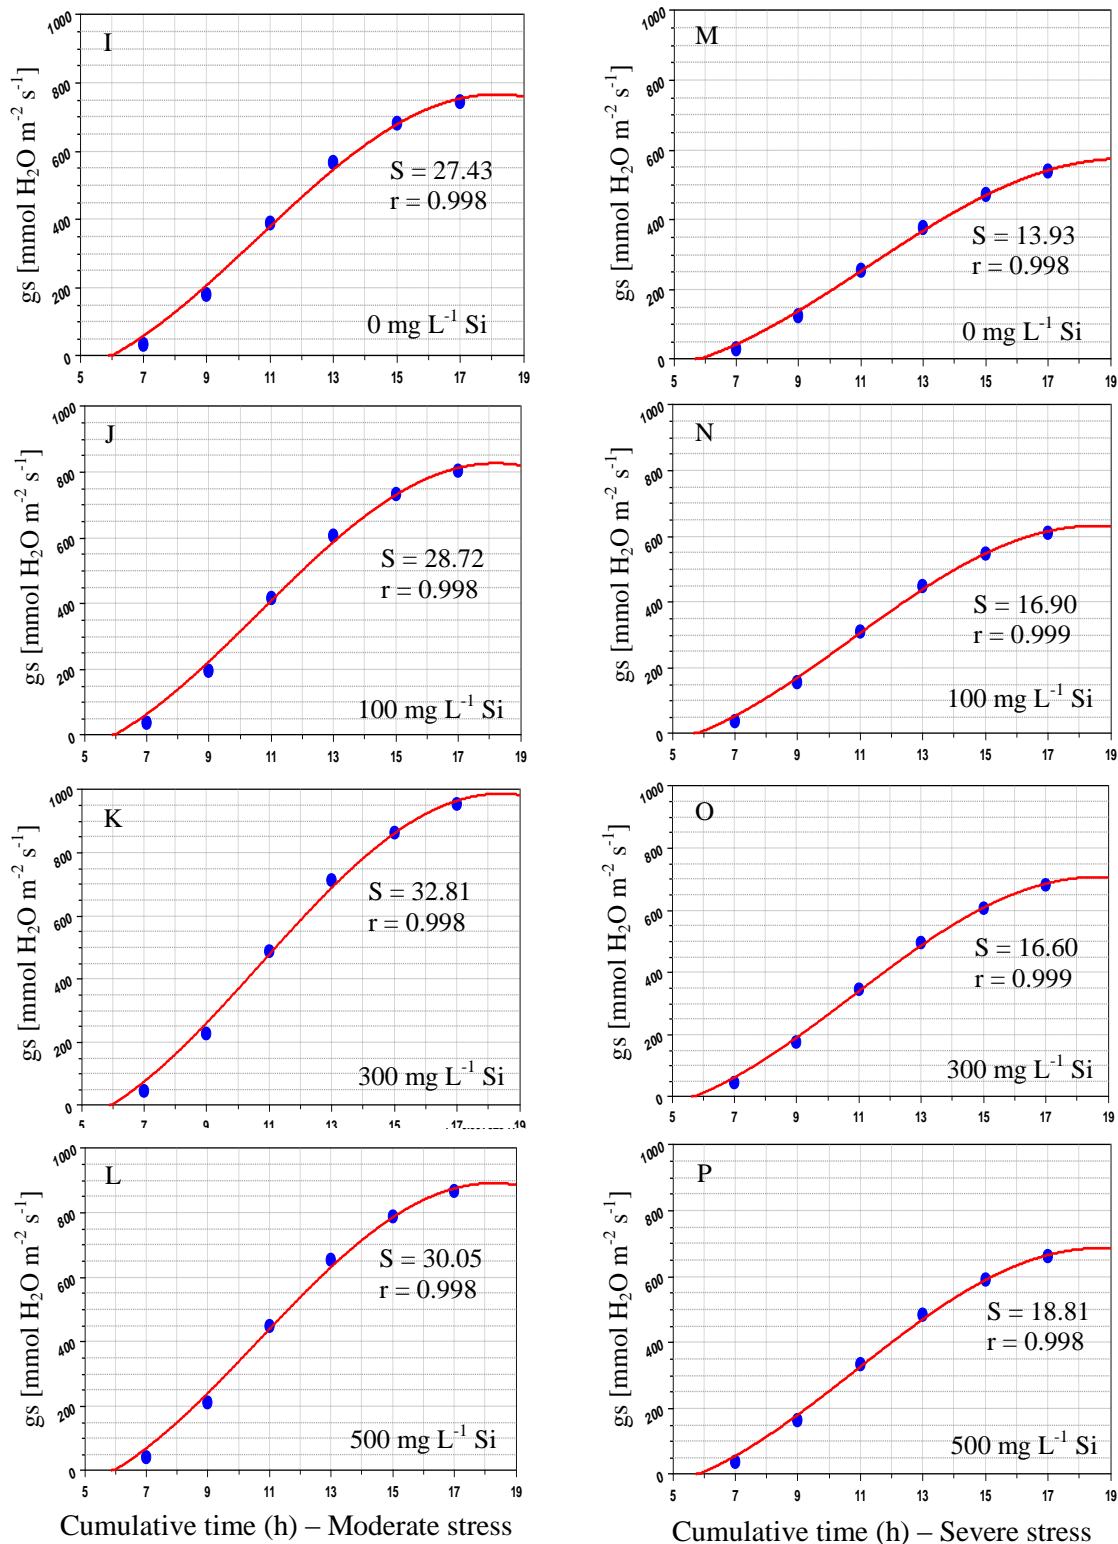 I
gs [mmol H₂O m⁻² s⁻¹]
1000
800
600
400
200
0
S = 27.43
r = 0.998
0 mg L⁻¹ Si
5 7 9 11 13 15 17 19
M
gs [mmol H₂O m⁻² s⁻¹]
1000
800
600
400
200
0
S = 13.93
r = 0.998
0 mg L⁻¹ Si
5 7 9 11 13 15 17 19
J
gs [mmol H₂O m⁻² s⁻¹]
1000
800
600
400
200
0
S = 28.72
r = 0.998
100 mg L⁻¹ Si
5 7 9 11 13 15 17 19
N
gs [mmol H₂O m⁻² s⁻¹]
1000
800
600
400
200
0
S = 16.90
r = 0.999
100 mg L⁻¹ Si
5 7 9 11 13 15 17 19
K
gs [mmol H₂O m⁻² s⁻¹]
1000
800
600
400
200
0
S = 32.81
r = 0.998
300 mg L⁻¹ Si
5 7 9 11 13 15 17 19
O
gs [mmol H₂O m⁻² s⁻¹]
1000
800
600
400
200
0
S = 16.60
r = 0.999
300 mg L⁻¹ Si
5 7 9 11 13 15 17 19
L
gs [mmol H₂O m⁻² s⁻¹]
1000
800
600
400
200
0
S = 30.05
r = 0.998
500 mg L⁻¹ Si
5 7 9 11 13 15 17 19
Cumulative time (h) – Moderate stress
P
gs [mmol H₂O m⁻² s⁻¹]
1000
800
600
400
200
0
S = 18.81
r = 0.998
500 mg L⁻¹ Si
5 7 9 11 13 15 17 19
Cumulative time (h) – Severe stress